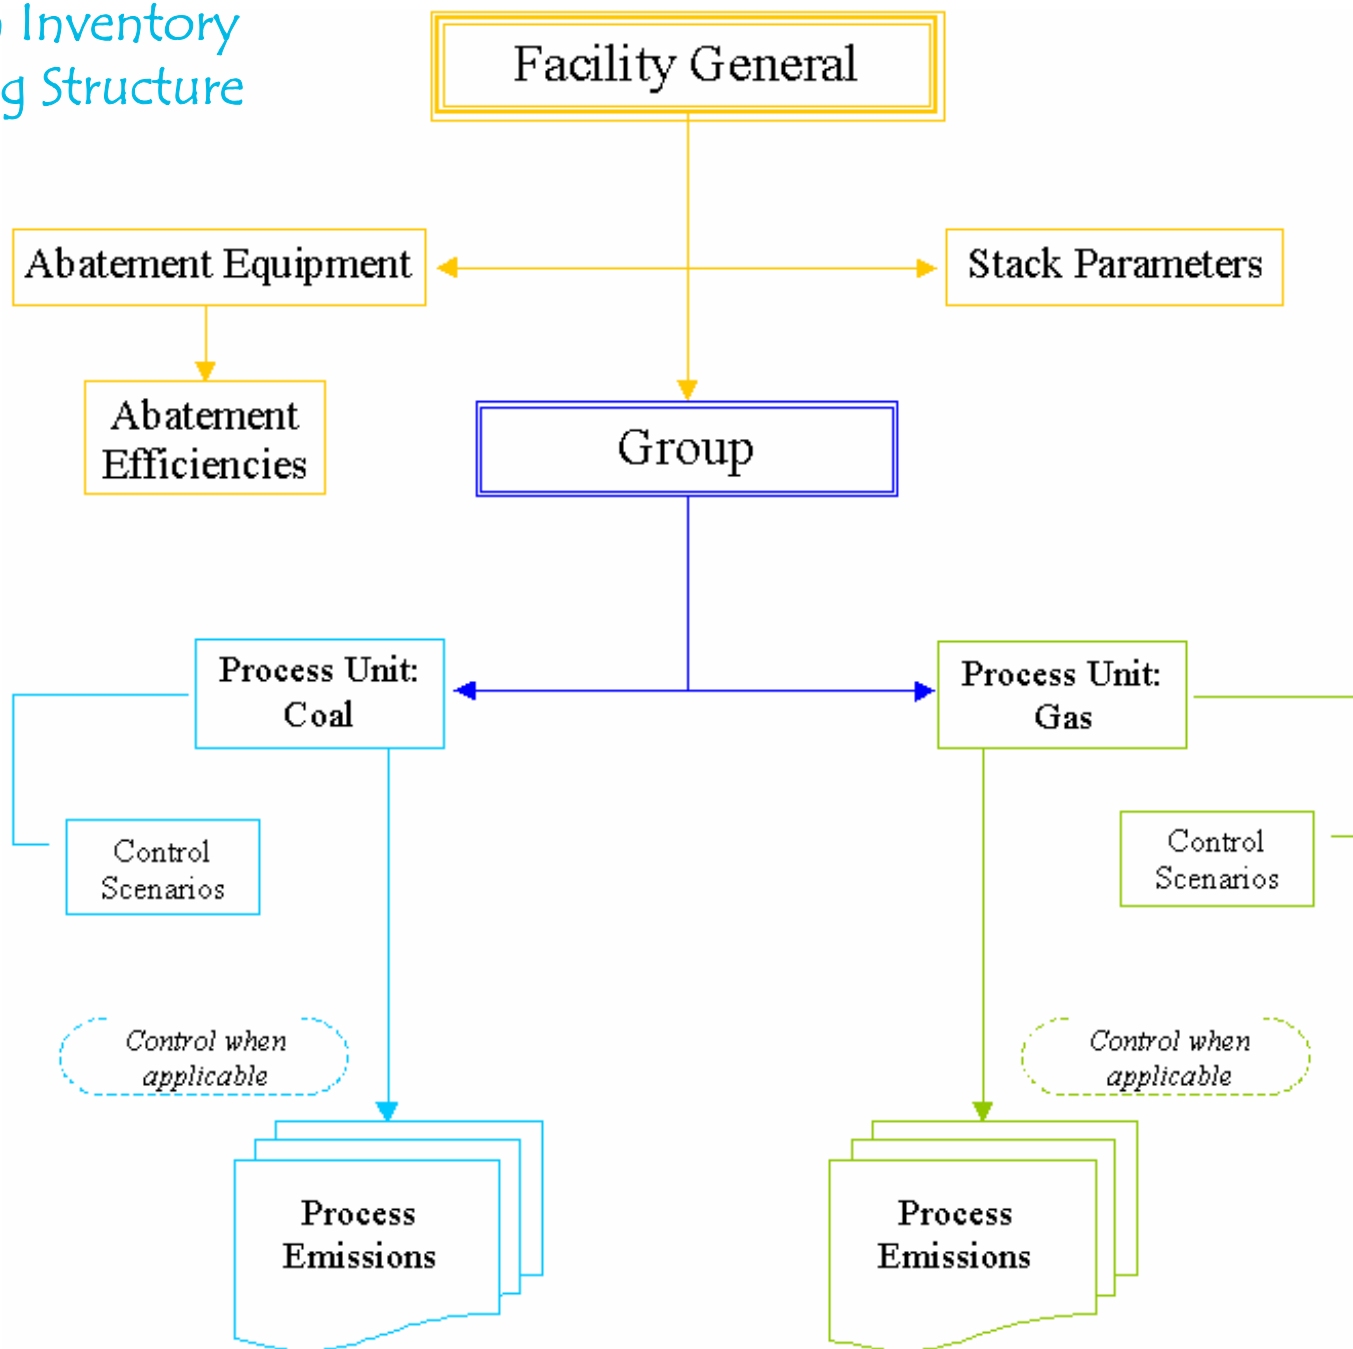 Inventory
Structure
Facility General
Abatement Equipment
Stack Parameters
Abatement
Efficiencies
Group
Process Unit:
Coal
Process Unit:
Gas
Control
Scenarios
Control
Scenarios
Control when
applicable
Control when
applicable
Process
Emissions
Process
Emissions